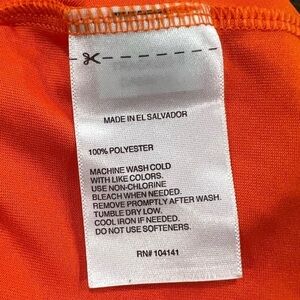 MADE IN EL SALVADOR
100% POLYESTER
MACHINE WASH COLD
WITH LIKE COLORS.
USE NON-CHLORINE
BLEACH WHEN NEEDED.
REMOVE PROMPTLY AFTER WASH.
TUMBLE DRY LOW.
COOL IRON IF NEEDED.
DO NOT USE SOFTENERS.
RN# 104141